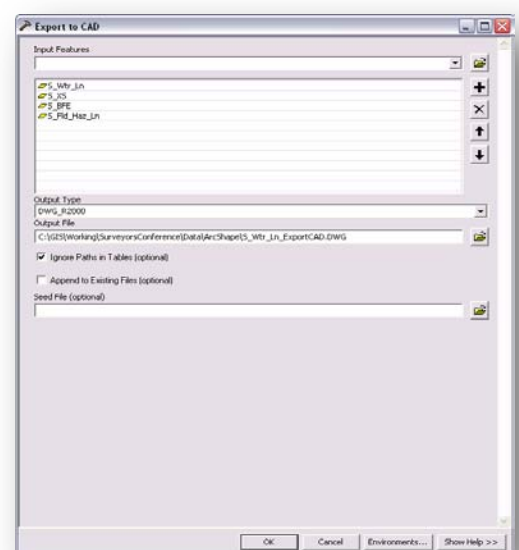 Export to CAD
Input Features
S_Wtr_Ln
S_XS
S_BFE
S_Fld_Haz_Ln
Output Type
DWG_R2000
Output File
C:\GIS\Working\SurveyorsConference\Data\ArcShape\S_Wtr_Ln_ExportCAD.DWG
Ignore Paths in Tables (optional)
Append to Existing Files (optional)
Seed File (optional)
OK Cancel Environments... Show Help >>